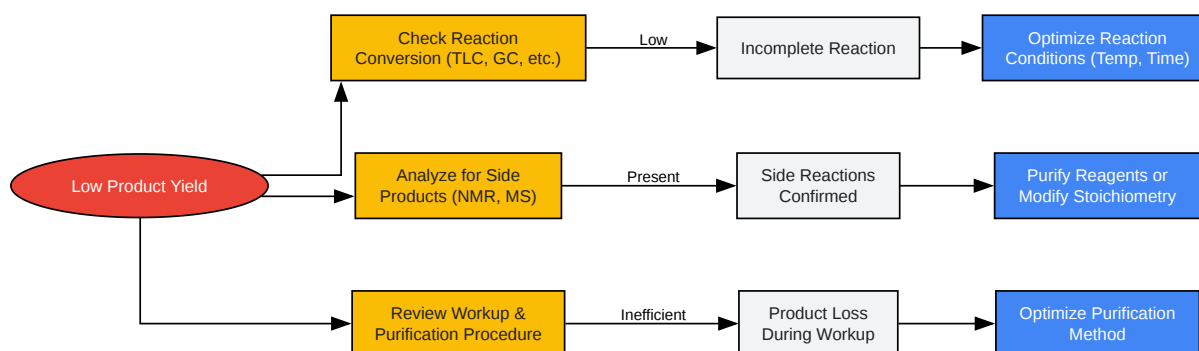 Check Reaction
Conversion (TLC, GC, etc.)
Low
Incomplete Reaction
Optimize Reaction
Conditions (Temp, Time)
Low Product Yield
Analyze for Side
Products (NMR, MS)
Present
Side Reactions
Confirmed
Purify Reagents or
Modify Stoichiometry
Review Workup &
Purification Procedure
Inefficient
Product Loss
During Workup
Optimize Purification
Method